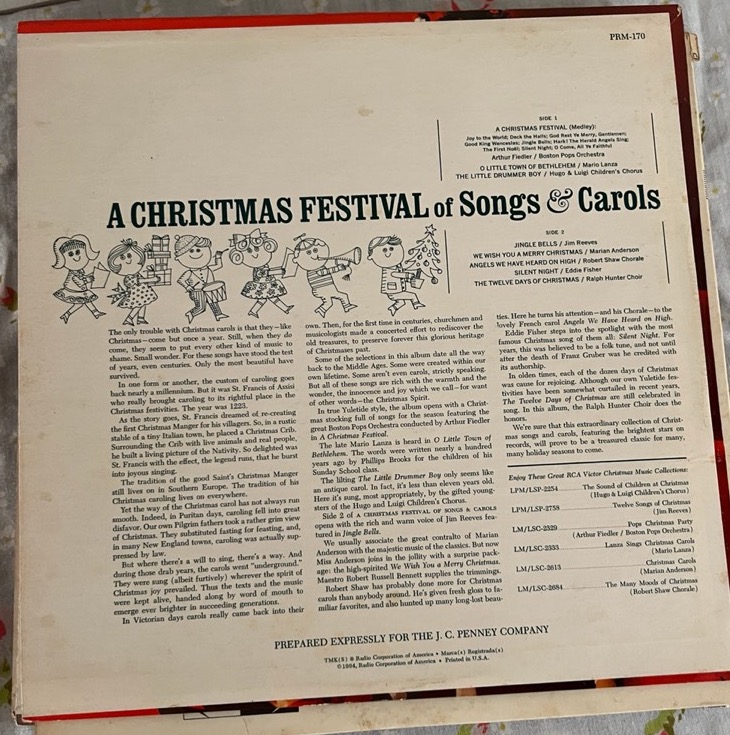 PRM-170
SIDE 1
A CHRISTMAS FESTIVAL (Medley):
Joy to the World; Deck the Halls; God Rest Ye Merry, Gentlemen;
Good King Wenceslas; Jingle Bells; Hark! The Herald Angels Sing;
The First Noël; Silent Night; O Come, All Ye Faithful
Arthur Fiedler / Boston Pops Orchestra
O LITTLE TOWN OF BETHLEHEM / Mario Lanza
THE LITTLE DRUMMER BOY / Hugo & Luigi Children's Chorus
A CHRISTMAS FESTIVAL of Songs & Carols
SIDE 2
JINGLE BELLS / Jim Reeves
WE WISH YOU A MERRY CHRISTMAS / Marian Anderson
ANGELS WE HAVE HEARD ON HIGH / Robert Shaw Chorale
SILENT NIGHT / Eddie Fisher
THE TWELVE DAYS OF CHRISTMAS / Ralph Hunter Choir
The only trouble with Christmas carols is that they—like
Christmas—come but once a year. Still, when they do
come, they seem to put every other kind of music to
shame. Small wonder. For these songs have stood the test
of years, even centuries. Only the most beautiful have
survived.
In one form or another, the custom of caroling goes
back nearly a millennium. But it was St. Francis of Assisi
who really brought caroling to its rightful place in the
Christmas festivities. The year was 1223.
As the story goes, St. Francis dreamed of re-creating
the first Christmas Manger for his villagers. So, in a rustic
stable of a tiny Italian town, he placed a Christmas Crib.
Surrounding the Crib with live animals and real people,
he built a living picture of the Nativity. So delighted was
St. Francis with the effect, the legend runs, that he burst
into joyous singing.
The tradition of the good Saint's Christmas Manger
still lives on in Southern Europe. The tradition of his
Christmas caroling lives on everywhere.
Yet the way of the Christmas carol has not always run
smooth. Indeed, in Puritan days, caroling fell into great
disfavor. Our own Pilgrim fathers took a rather grim view
of Christmas. They substituted fasting for feasting, and,
in many New England towns, caroling was actually sup-
pressed by law.
But where there's a will to sing, there's a way. And
during those drab years, the carols went "underground."
They were sung (albeit furtively) wherever the spirit of
Christmas joy prevailed. Thus the texts and the music
were kept alive, handed along by word of mouth to
emerge ever brighter in succeeding generations.
In Victorian days carols really came back into their
own. Then, for the first time in centuries, churchmen and
musicologists made a concerted effort to rediscover the
old treasures, to preserve forever this glorious heritage
of Christmases past.
Some of the selections in this album date all the way
back to the Middle Ages. Some were created within our
own lifetime. Some aren't even carols, strictly speaking.
But all of these songs are rich with the warmth and the
wonder, the innocence and joy which we call—for want
of other words—the Christmas Spirit.
In true Yuletide style, the album opens with a Christ-
mas stocking full of songs for the season featuring the
great Boston Pops Orchestra conducted by Arthur Fiedler
in A Christmas Festival.
The late Mario Lanza is heard in O Little Town of
Bethlehem. The words were written nearly a hundred
years ago by Phillips Brooks for the children of his
Sunday School class.
The lilting The Little Drummer Boy only seems like
an antique carol. In fact, it's less than eleven years old.
Here it's sung, most appropriately, by the gifted young-
sters of the Hugo and Luigi Children's Chorus.
Side 2 of A CHRISTMAS FESTIVAL OF SONGS & CAROLS
opens with the rich and warm voice of Jim Reeves fea-
tured in Jingle Bells.
We usually associate the great contralto of Marian
Anderson with the majestic music of the classics. But now
Miss Anderson joins in the jollity with a surprise pack-
age: the high-spirited We Wish You a Merry Christmas.
Maestro Robert Russell Bennett supplies the trimmings.
Robert Shaw has probably done more for Christmas
carols than anybody around. He's given fresh gloss to fa-
miliar favorites, and also hunted up many long-lost beau-
ties. Here he turns his attention—and his Chorale—to the
lovely French carol Angels We Have Heard on High.
Eddie Fisher steps into the spotlight with the most
famous Christmas song of them all: Silent Night. For
years, this was believed to be a folk tune, and not until
after the death of Franz Gruber was he credited with
its authorship.
In olden times, each of the dozen days of Christmas
was cause for rejoicing. Although our own Yuletide fes-
tivities have been somewhat curtailed in recent years,
The Twelve Days of Christmas are still celebrated in
song. In this album, the Ralph Hunter Choir does the
honors.
We're sure that this extraordinary collection of Christ-
mas songs and carols, featuring the brightest stars on
records, will prove to be a treasured classic for many,
many holiday seasons to come.
Enjoy These Great RCA Victor Christmas Music Collections:
LPM/LSP-2254 The Sound of Children at Christmas
(Hugo & Luigi Children's Chorus)
LPM/LSP-2758 Twelve Songs of Christmas
(Jim Reeves)
LM/LSC-2329 Pops Christmas Party
(Arthur Fiedler / Boston Pops Orchestra)
LM/LSC-2333 Lanza Sings Christmas Carols
(Mario Lanza)
LM/LSC-2613 Christmas Carols
(Marian Anderson)
LM/LSC-2684 The Many Moods of Christmas
(Robert Shaw Chorale)
PREPARED EXPRESSLY FOR THE J. C. PENNEY COMPANY
TMK(S) ® Radio Corporation of America • Marca(s) Registrada(s)
©1964, Radio Corporation of America • Printed in U.S.A.